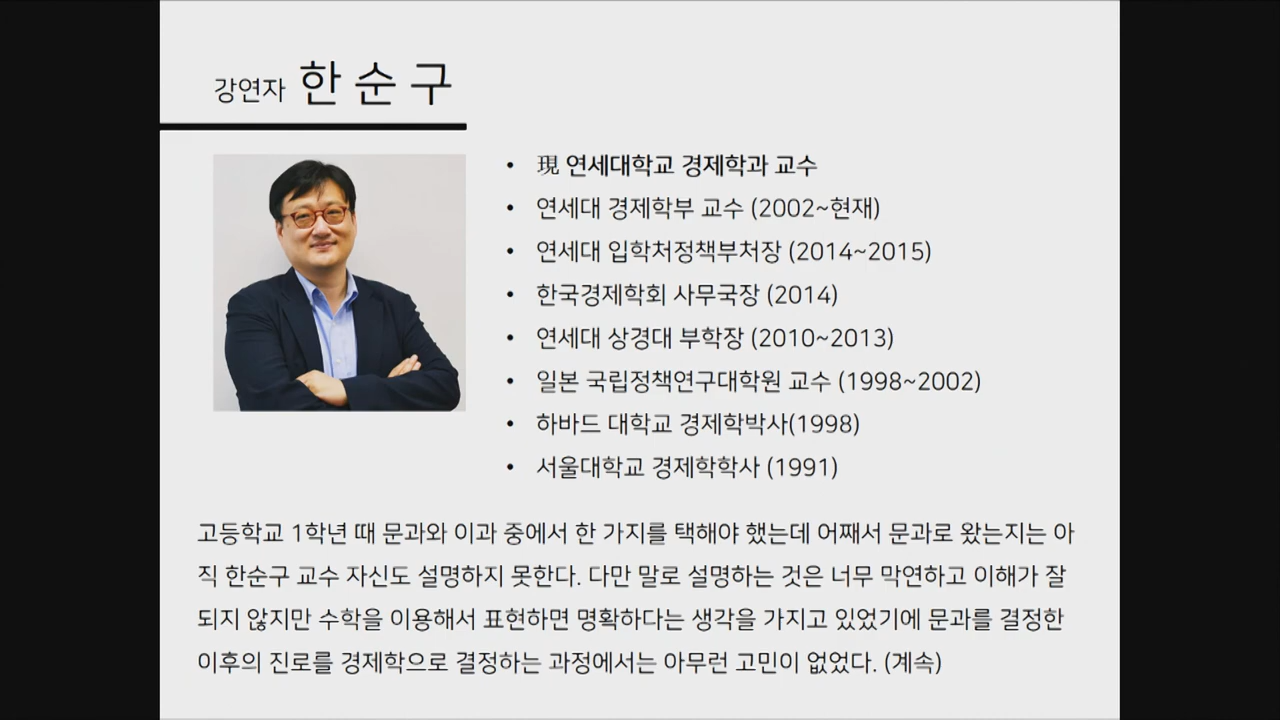 강연자 한 순 구
• 現 연세대학교 경제학과 교수
• 연세대 경제학부 교수 (2002~현재)
• 연세대 입학처정책부처장 (2014~2015)
• 한국경제학회 사무국장 (2014)
• 연세대 상경대 부학장 (2010~2013)
• 일본 국립정책연구대학원 교수 (1998~2002)
• 하바드 대학교 경제학박사(1998)
• 서울대학교 경제학학사 (1991)
고등학교 1학년 때 문과와 이과 중에서 한 가지를 택해야 했는데 어째서 문과로 왔는지는 아
직 한순구 교수 자신도 설명하지 못한다. 다만 말로 설명하는 것은 너무 막연하고 이해가 잘
되지 않지만 수학을 이용해서 표현하면 명확하다는 생각을 가지고 있었기에 문과를 결정한
이후의 진로를 경제학으로 결정하는 과정에서는 아무런 고민이 없었다. (계속)